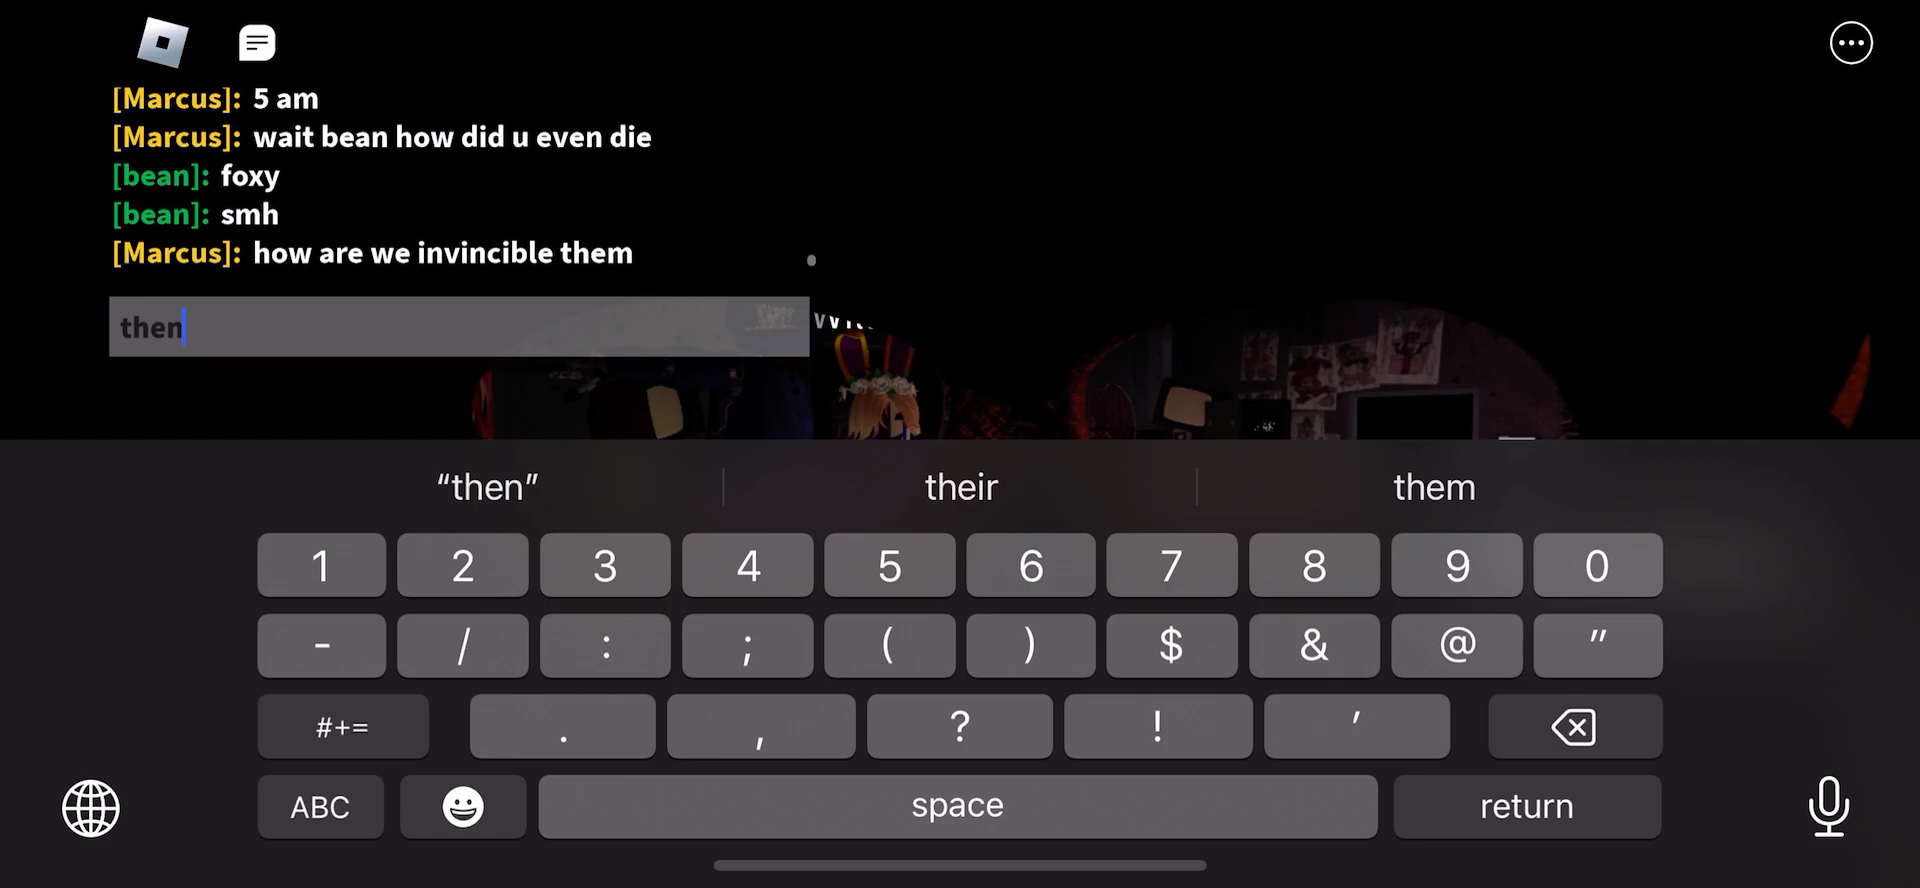 [Marcus]: 5 am
[Marcus]: wait bean how did u even die
[bean]: foxy
[bean]: smh
[Marcus]: how are we invincible them
then
“then” their them
1 2 3 4 5 6 7 8 9 0
- / : ; ( ) $ & @ "
#+= . , ? ! '
ABC space return